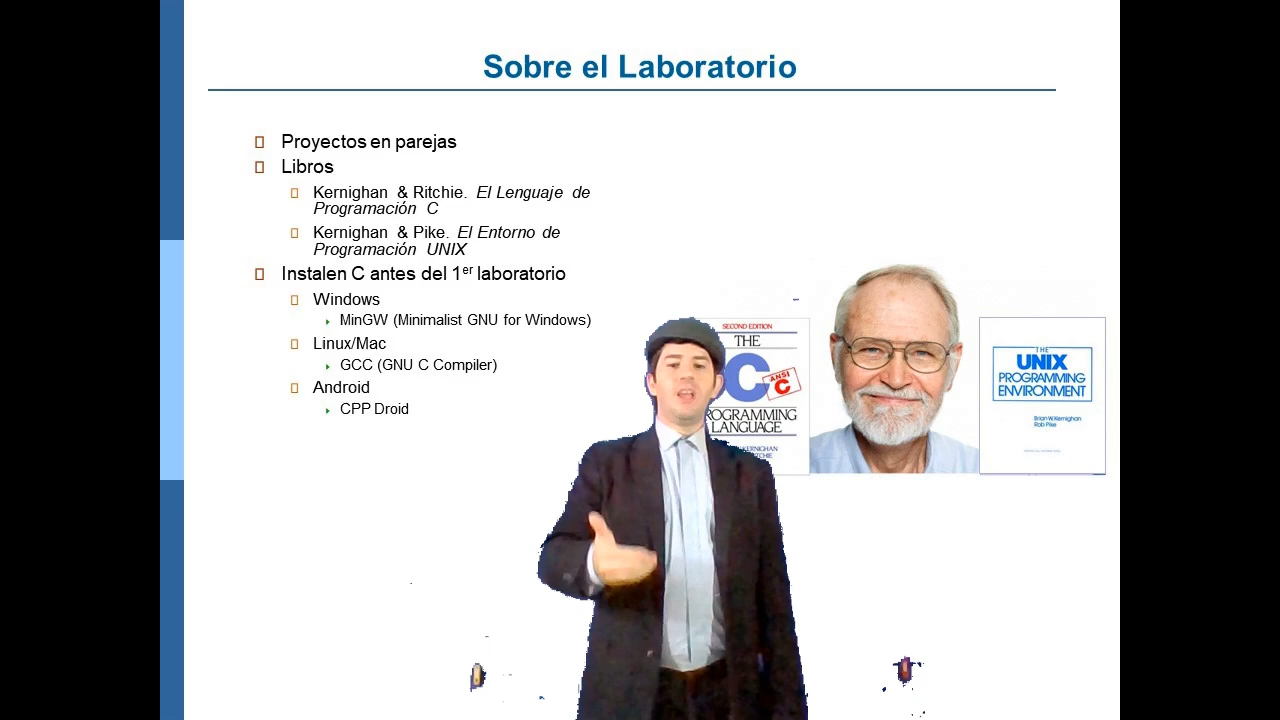 Sobre el Laboratorio
Proyectos en parejas
Libros
Kernighan & Ritchie. El Lenguaje de
Programación C
Kernighan & Pike. El Entorno de
Programación UNIX
Instalen C antes del 1er laboratorio
Windows
MinGW (Minimalist GNU for Windows)
Linux/Mac
GCC (GNU C Compiler)
Android
CPP Droid
SECOND EDITION
THE
C
ANSI
C
PROGRAMMING
LANGUAGE
KERNIGHAN
THE
UNIX
PROGRAMMING
ENVIRONMENT
Brian W. Kernighan
Rob Pike